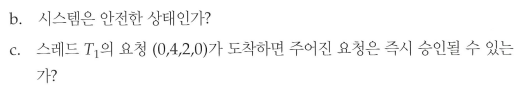 b. 시스템은 안전한 상태인가?
c. 스레드 T₁의 요청 (0,4,2,0)가 도착하면 주어진 요청은 즉시 승인될 수 있는
가?